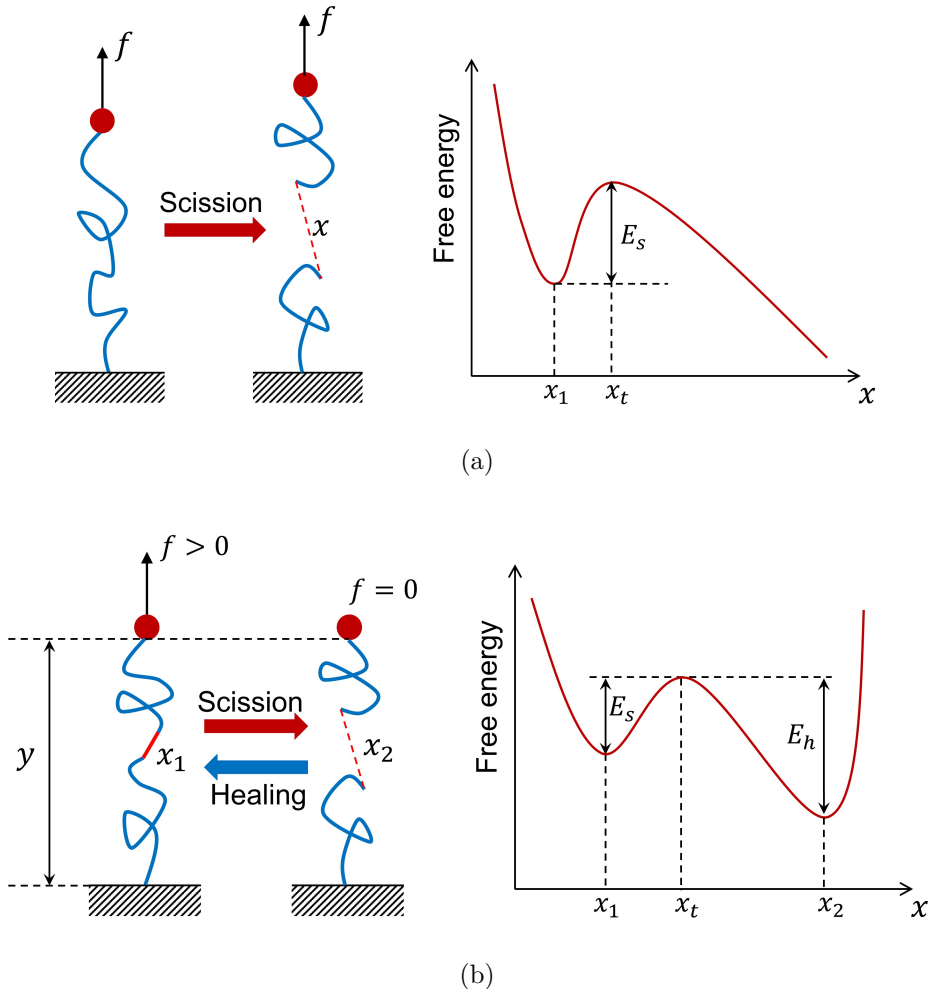 f
f
Scission
x
Free energy
E_s
x_1
x_t
x
(a)
f > 0
f = 0
Scission
y
x_1
x_2
Healing
Free energy
E_s
E_h
x_1
x_t
x_2
x
(b)